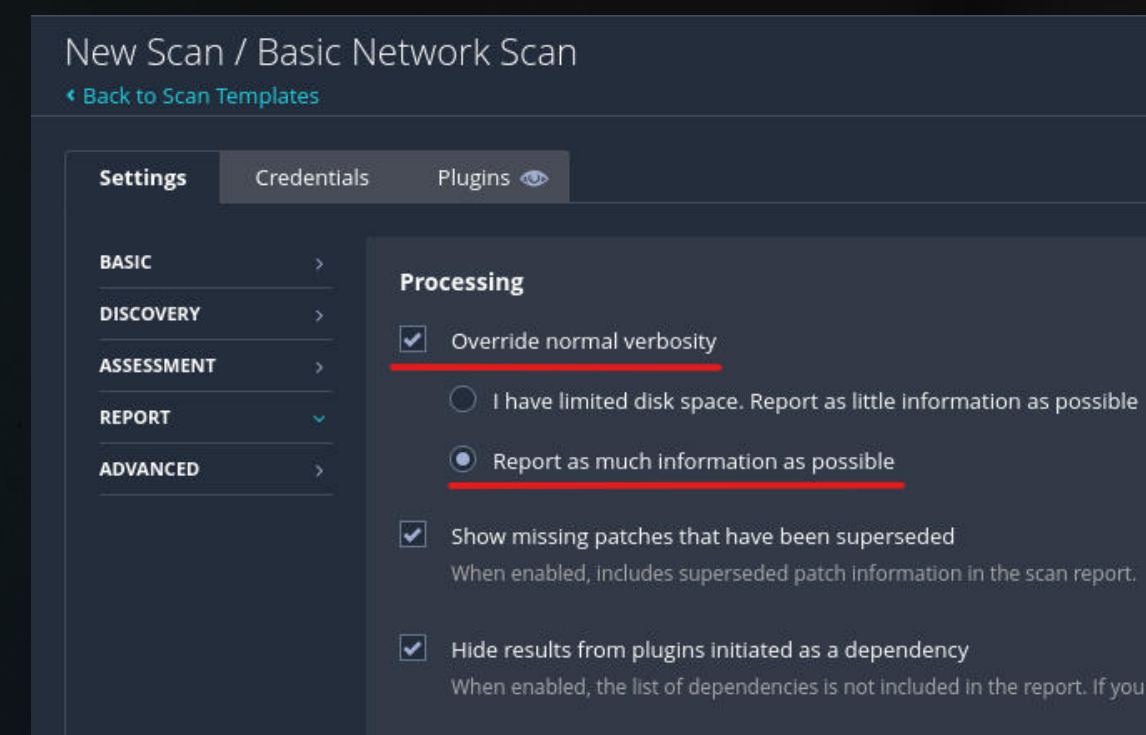 New Scan / Basic Network Scan
Back to Scan Templates
Settings
Credentials
Plugins
BASIC
DISCOVERY
ASSESSMENT
REPORT
ADVANCED
Processing
Override normal verbosity
I have limited disk space. Report as little information as possible
Report as much information as possible
Show missing patches that have been superseded
When enabled, includes superseded patch information in the scan report.
Hide results from plugins initiated as a dependency
When enabled, the list of dependencies is not included in the report. If you